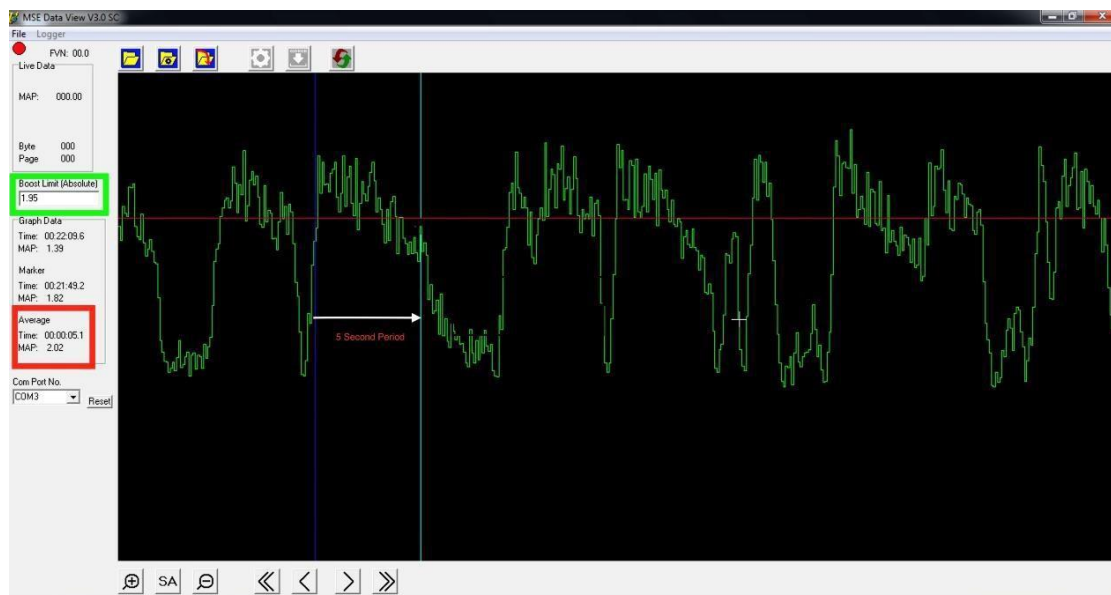 MSE Data View V3.0 SC
File Logger
FVN: 00.0
Live Data
MAP: 000.00
Byte 000
Page 000
Boost Limit (Absolute)
1.95
Graph Data
Time: 00:22:09.6
MAP: 1.39
Marker
Time: 00:21:49.2
MAP: 1.82
Average
Time: 00:00:05.1
MAP: 2.02
Com Port No.
COM3
Reset
5 Second Period
SA